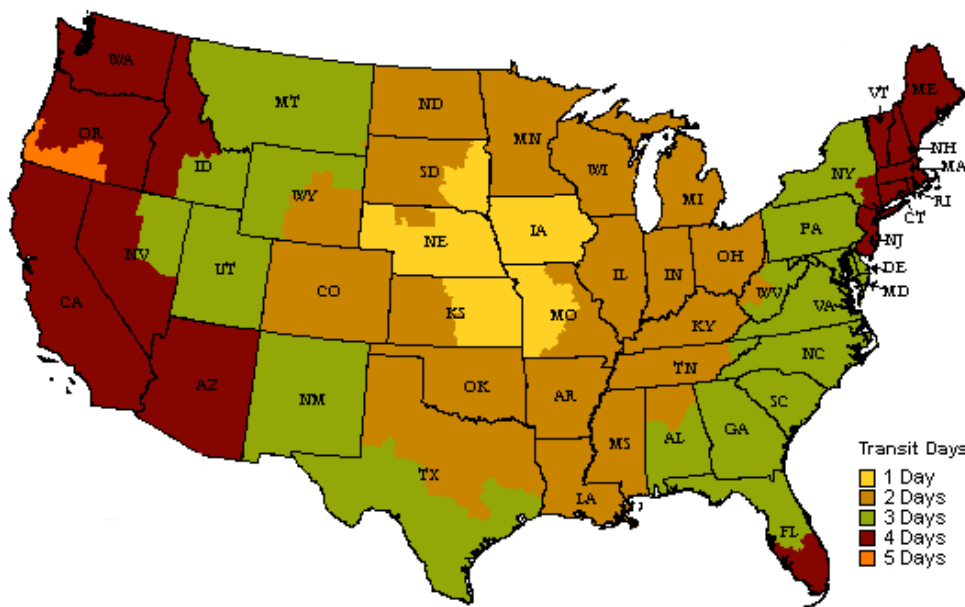 WA
MT
ND
MN
VT
ME
OR
ID
SD
WI
MI
NY
NH
MA
WY
RI
CT
NE
IA
PA
NJ
NV
UT
CO
IL
IN
OH
DE
MD
CA
KS
MO
WV
VA
KY
AZ
NM
OK
AR
TN
NC
SC
TX
MS
AL
GA
LA
FL
Transit Days
1 Day
2 Days
3 Days
4 Days
5 Days